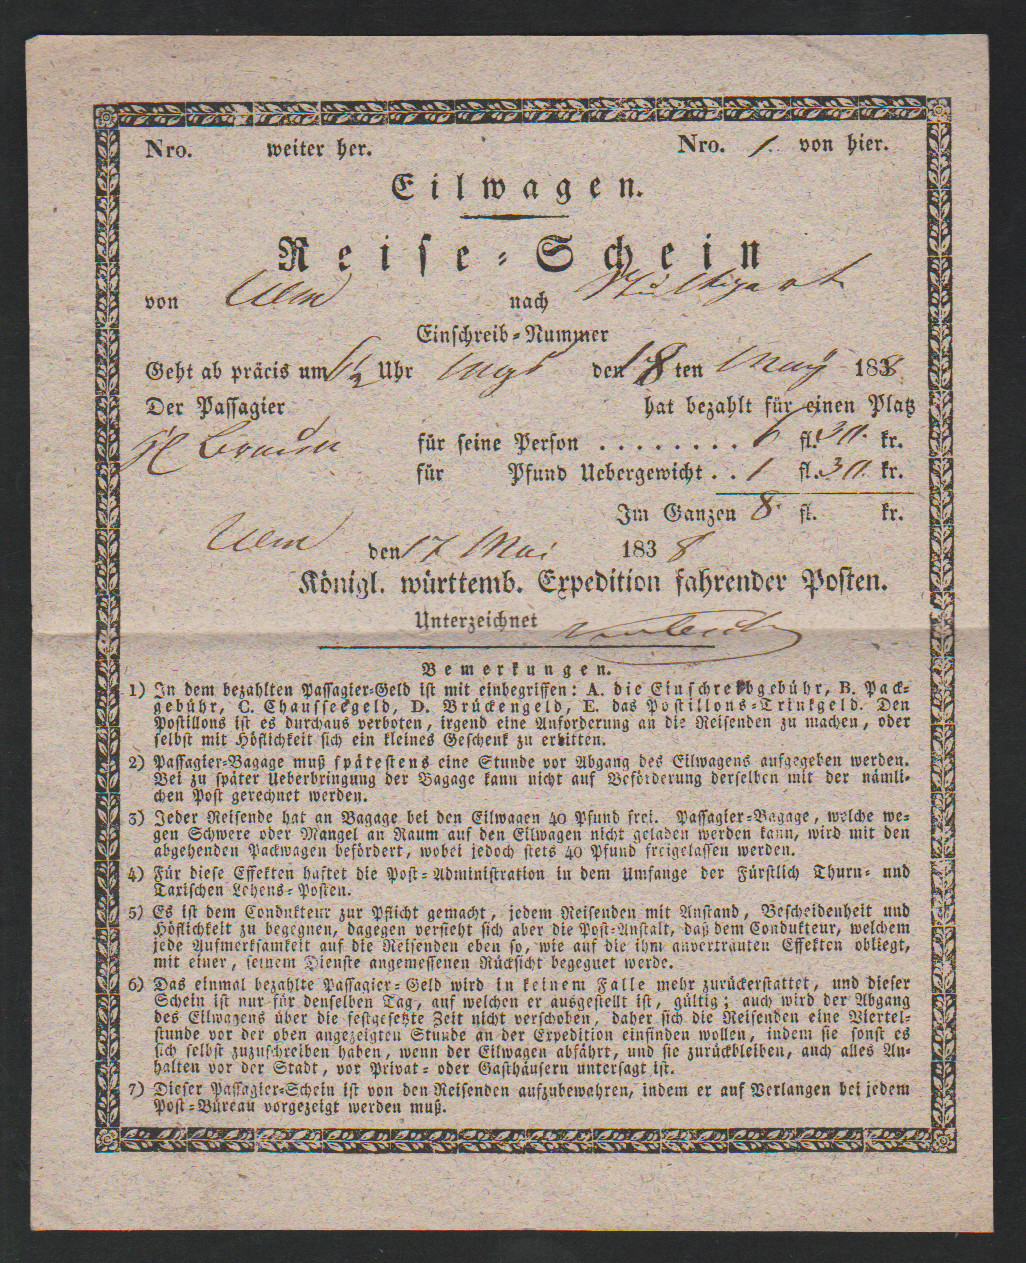 Nro. weiter her. Nro. 1. von hier.
Eilwagen.
Reise-Schein
von Ulm nach Stuttgart
Einschreib-Nummer
Geht ab präcis um 5½ Uhr den 18ten May 1838
Der Passagier hat bezahlt für einen Platz
H. Braun für seine Person ........ 6 fl. 30. kr.
für Pfund Uebergewicht .. 1 fl. 30. kr.
Im Ganzen 8. fl. kr.
Ulm den 17 Mai 1838
Königl. württemb. Expedition fahrender Posten.
Unterzeichnet
Bemerkungen.
1) In dem bezahlten Passagier-Geld ist mit einbegriffen: A. die Einschreibgebühr, B. Pack-
gebühr, C. Chausseegeld, D. Brückengeld, E. das Postillons-Trinkgeld. Den
Postillons ist es durchaus verboten, irgend eine Anforderung an die Reisenden zu machen, oder
selbst mit Höflichkeit sich ein kleines Geschenk zu erbitten.
2) Passagier-Bagage muß spätestens eine Stunde vor Abgang des Eilwagens aufgegeben werden.
Bei zu später Ueberbringung der Bagage kann nicht auf Beförderung derselben mit der nämli-
chen Post gerechnet werden.
3) Jeder Reisende hat an Bagage bei den Eilwagen 40 Pfund frei. Passagier-Bagage, welche we-
gen Schwere oder Mangel an Raum auf den Eilwagen nicht geladen werden kann, wird mit den
abgehenden Packwagen befördert, wobei jedoch stets 40 Pfund freigelassen werden.
4) Für diese Effekten haftet die Post-Administration in dem Umfange der Fürstlich Thurn- und
Taxischen Lehens-Posten.
5) Es ist dem Condukteur zur Pflicht gemacht, jedem Reisenden mit Anstand, Bescheidenheit und
Höflichkeit zu begegnen, dagegen versteht sich aber die Post-Anstalt, daß dem Condukteur, welchem
jede Aufmerksamkeit auf die Reisenden eben so, wie auf die ihm anvertrauten Effekten obliegt,
mit einer, seinem Dienste angemessenen Rücksicht begegnet werde.
6) Das einmal bezahlte Passagier-Geld wird in keinem Falle mehr zurückerstattet, und dieser
Schein ist nur für denselben Tag, auf welchen er ausgestellt ist, gültig; auch wird der Abgang
des Eilwagens über die festgesetzte Zeit nicht verschoben, daher sich die Reisenden eine Viertel-
stunde vor der oben angezeigten Stunde an der Expedition einfinden wollen, indem sie sonst es
sich selbst zuzuschreiben haben, wenn der Eilwagen abfährt, und sie zurückbleiben, auch alles An-
halten vor der Stadt, vor Privat- oder Gasthäusern untersagt ist.
7) Dieser Passagier-Schein ist von den Reisenden aufzubewahren, indem er auf Verlangen bei jedem
Post-Büreau vorgezeigt werden muß.